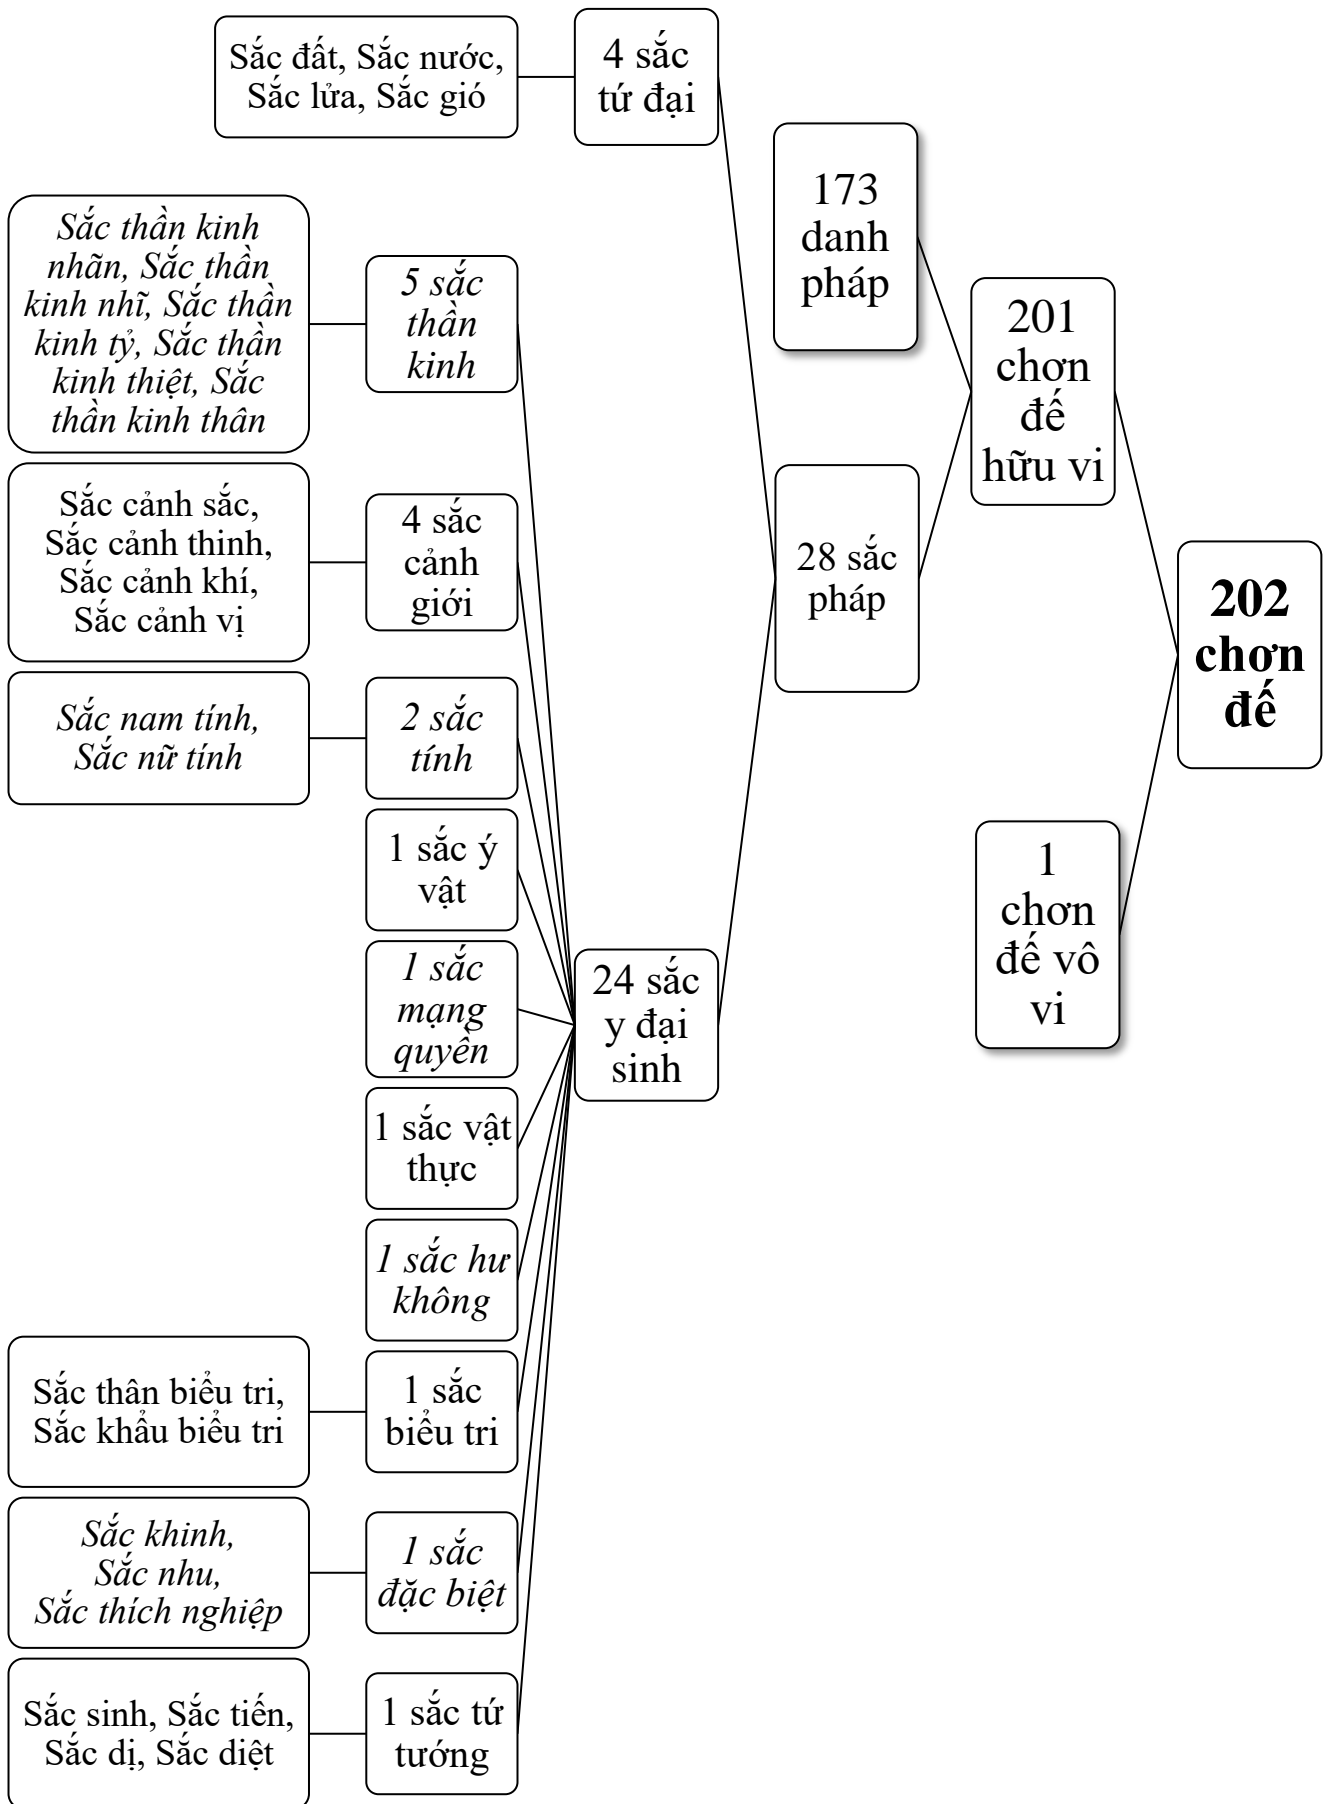 Sắc đất, Sắc nước,
Sắc lửa, Sắc gió
4 sắc
tứ đại
173
danh
pháp
Sắc thần kinh
nhãn, Sắc thần
kinh nhĩ, Sắc thần
kinh tỷ, Sắc thần
kinh thiệt, Sắc
thần kinh thân
5 sắc
thần
kinh
201
chơn
đế
hữu vi
Sắc cảnh sắc,
Sắc cảnh thinh,
Sắc cảnh khí,
Sắc cảnh vị
4 sắc
cảnh
giới
28 sắc
pháp
202
chơn
đế
Sắc nam tính,
Sắc nữ tính
2 sắc
tính
1 sắc ý
vật
1
chơn
đế vô
vi
1 sắc
mạng
quyền
24 sắc
y đại
sinh
1 sắc vật
thực
1 sắc hư
không
Sắc thân biểu tri,
Sắc khẩu biểu tri
1 sắc
biểu tri
Sắc khinh,
Sắc nhu,
Sắc thích nghiệp
1 sắc
đặc biệt
Sắc sinh, Sắc tiến,
Sắc dị, Sắc diệt
1 sắc tứ
tướng